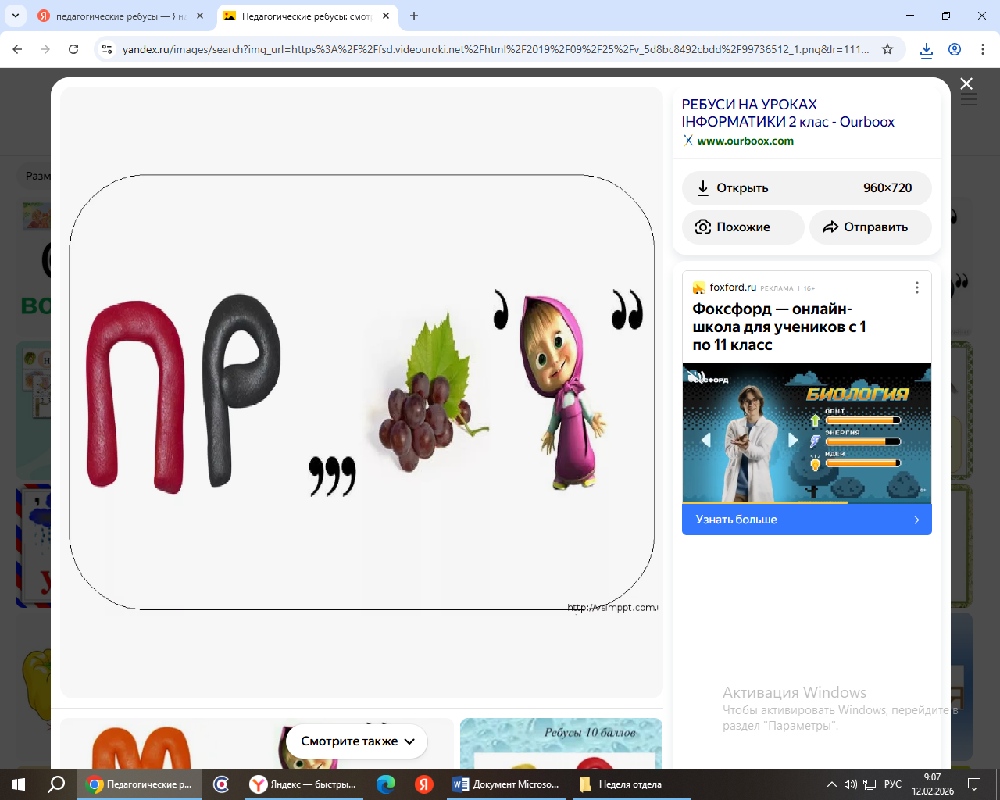 педагогические ребусы — Янд
Педагогические ребусы: смотр
yandex.ru/images/search?img_url=https%3A%2F%2Ffsd.videouroki.net%2Fhtml%2F2019%2F09%2F25%2Fv_5d8bc8492cbdd%2F99736512_1.png&lr=111...
Разм
ПР
,,,
,
,,
http://vsimppt.com.u
РЕБУСИ НА УРОКАХ
ІНФОРМАТИКИ 2 клас - Ourboox
www.ourboox.com
Открыть 960×720
Похожие
Отправить
foxford.ru РЕКЛАМА | 16+
Фоксфорд — онлайн-
школа для учеников с 1
по 11 класс
БИОЛОГИЯ
ОПЫТ
ЭНЕРГИЯ
ИДЕИ
6+
Узнать больше
Смотрите также
Ребусы 10 баллов
Активация Windows
Чтобы активировать Windows, перейдите в
раздел "Параметры".
Педагогические р...
Яндекс — быстры...
Документ Microso...
Неделя отдела
РУС
9:07
12.02.2026